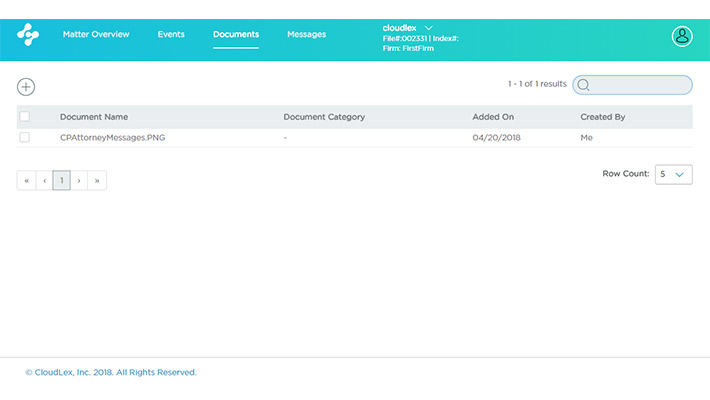 Matter Overview
Events
Documents
Messages
cloudlex
File#:002331 | Index#:
Firm: FirstFirm
1 - 1 of 1 results
Document Name
Document Category
Added On
Created By
CPAttorneyMessages.PNG
-
04/20/2018
Me
« ‹ 1 › »
Row Count: 5
© CloudLex, Inc. 2018. All Rights Reserved.